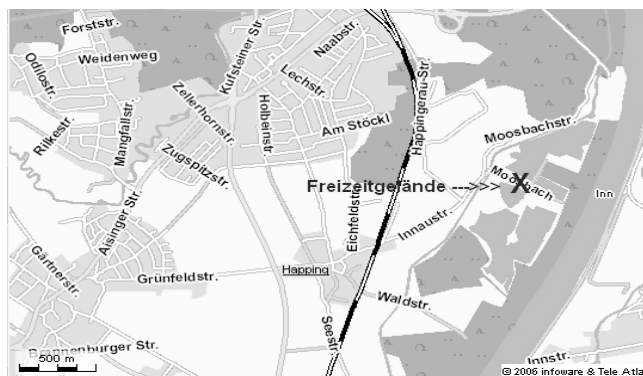 Forststr.
Weidenweg
Odilostr.
Rilkestr.
Mangfallstr.
Zellerhornstr.
Kufsteiner Str.
Naabstr.
Lechstr.
Holbeinstr.
Am Stöckl
Happingerau-Str.
Moosbachstr.
Zugspitzstr.
Freizeitgelände --->>> X
Moosbach
Inn
Aisinger Str.
Eichfeldstr.
Innaustr.
Gärtnerstr.
Grünfeldstr.
Happing
Waldstr.
Seestr.
Brannenburger Str.
Innstr.
500 m
© 2006 infoware & Tele Atla